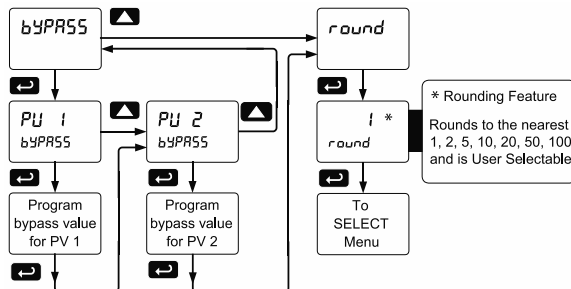 bYPASS
round
PU 1
bYPASS
PU 2
bYPASS
1 *
round
* Rounding Feature
Rounds to the nearest
1, 2, 5, 10, 20, 50, 100
and is User Selectable
Program
bypass value
for PV 1
Program
bypass value
for PV 2
To
SELECT
Menu